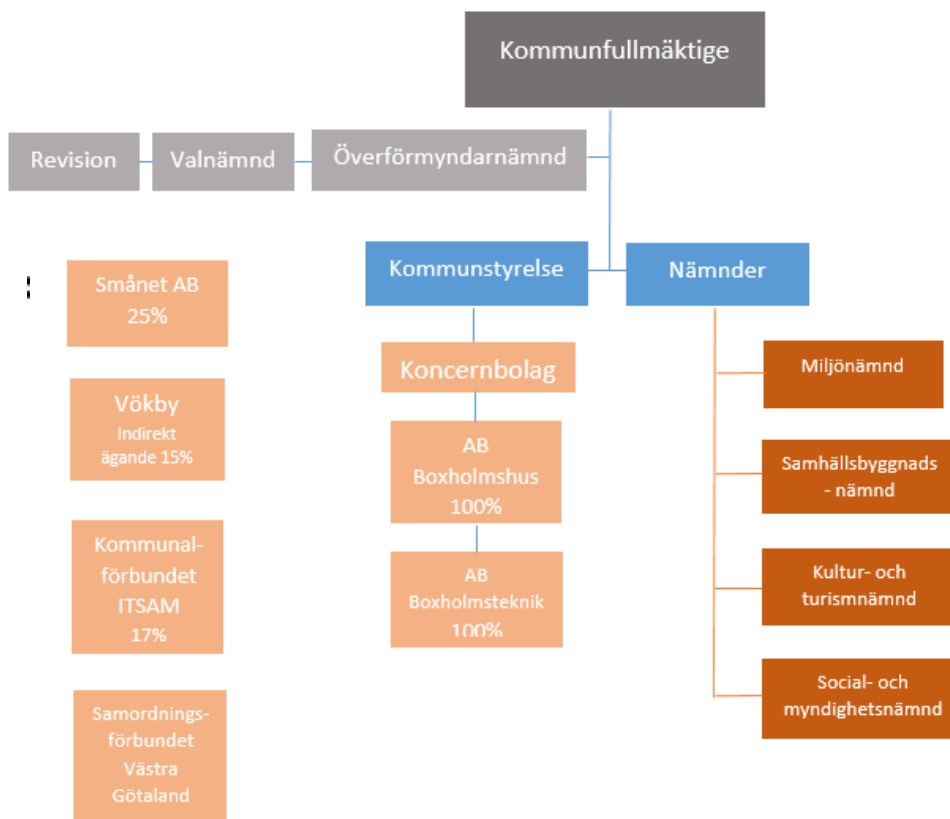 Kommunfullmäktige
Revision
Valnämnd
Överförmyndarnämnd
Kommunstyrelse
Nämnder
Smånet AB
25%
Vökby
Indirekt
ägande 15%
Kommunal-
förbundet
ITSAM
17%
Samordnings-
förbundet
Västra
Götaland
Koncernbolag
AB
Boxholmshus
100%
AB
Boxholmsteknik
100%
Miljönämnd
Samhällsbyggnads
- nämnd
Kultur- och
turismnämnd
Social- och
myndighetsnämnd